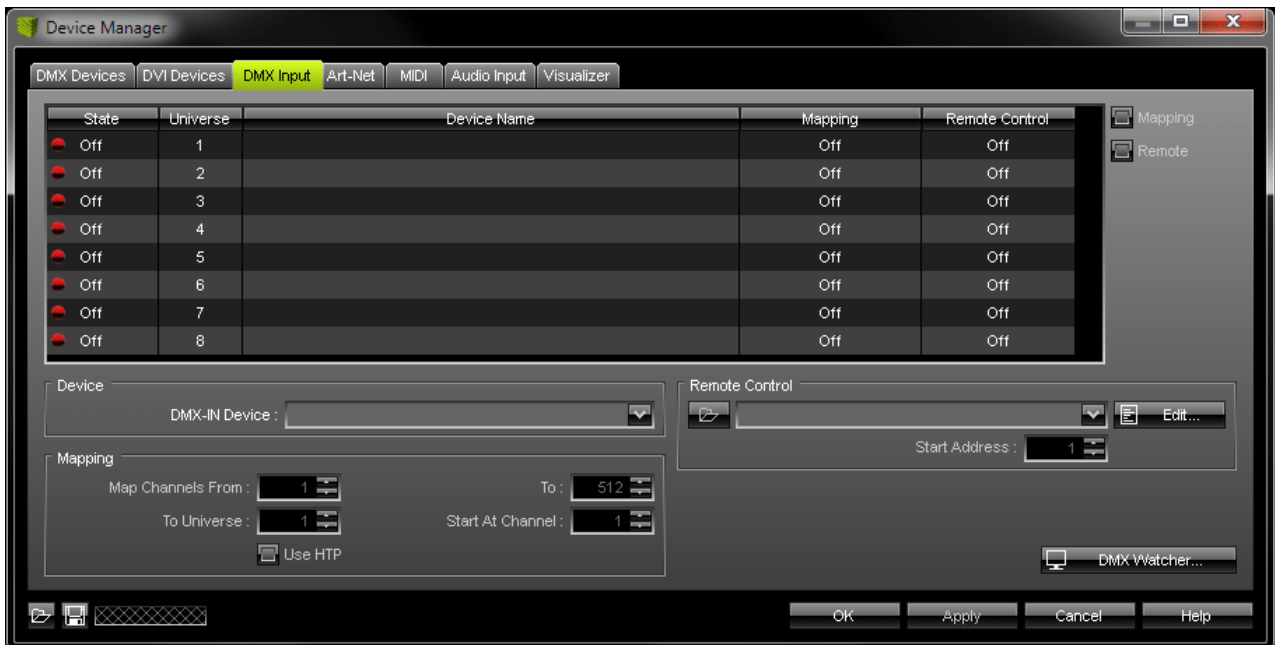 Device Manager
DMX Devices DVI Devices DMX Input Art-Net MIDI Audio Input Visualizer
State Universe Device Name Mapping Remote Control Mapping
Off 1 Off Off Remote
Off 2 Off Off
Off 3 Off Off
Off 4 Off Off
Off 5 Off Off
Off 6 Off Off
Off 7 Off Off
Off 8 Off Off
Device Remote Control
DMX-IN Device : Edit...
Start Address : 1
Mapping
Map Channels From : 1 To : 512
To Universe : 1 Start At Channel : 1
Use HTP
DMX Watcher...
OK Apply Cancel Help